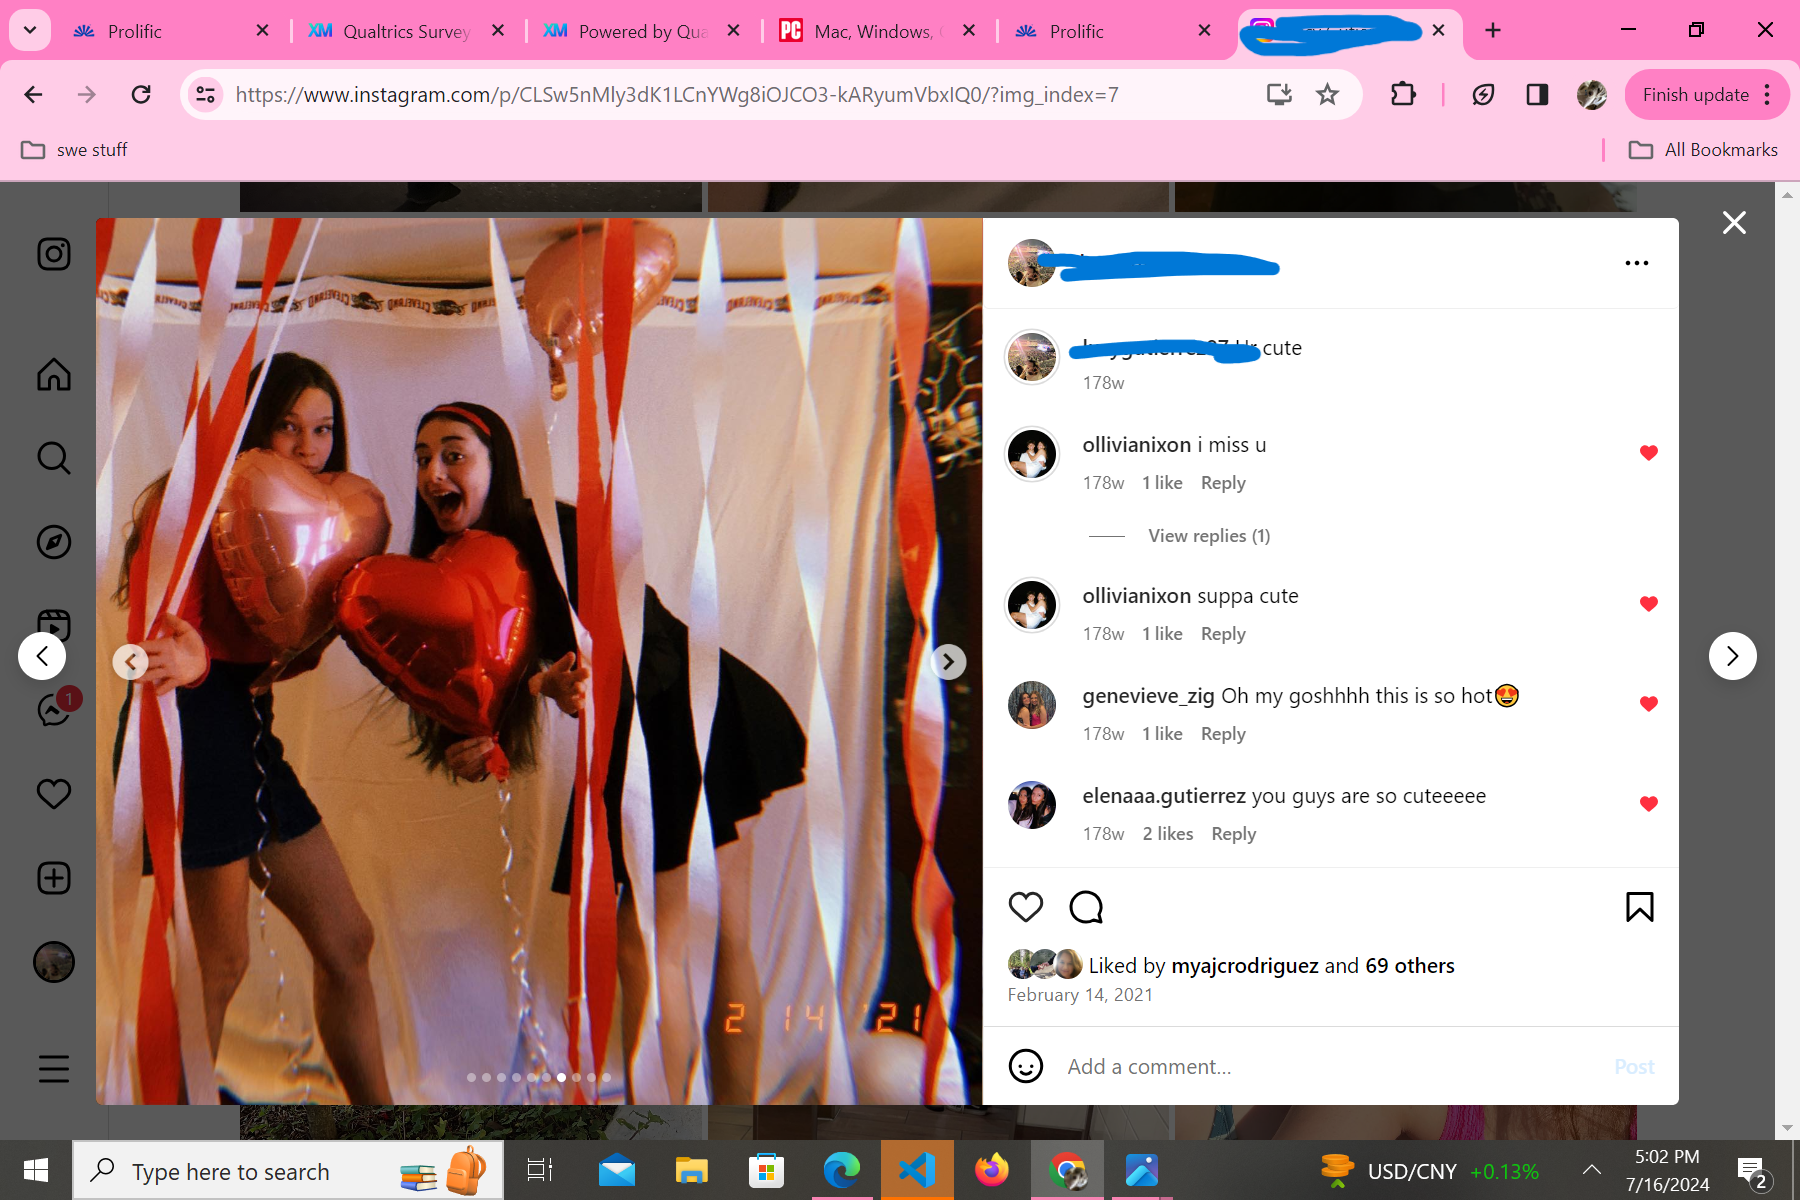 Prolific
Qualtrics Survey
Powered by Qua
PC
Mac, Windows,
Prolific
https://www.instagram.com/p/CLSw5nMly3dK1LCnYWg8iOJCO3-kARyumVbxlQ0/?img_index=7
Finish update
swe stuff
All Bookmarks
CLEVELAND
cute
178w
ollivianixon i miss u
178w 1 like Reply
View replies (1)
ollivianixon suppa cute
178w 1 like Reply
genevieve_zig Oh my goshhhh this is so hot😍
178w 1 like Reply
elenaaa.gutierrez you guys are so cuteeeee
178w 2 likes Reply
1
Liked by myajcrodriguez and 69 others
February 14, 2021
2 14 '21
Add a comment...
Post
Type here to search
USD/CNY +0.13%
5:02 PM
7/16/2024
2